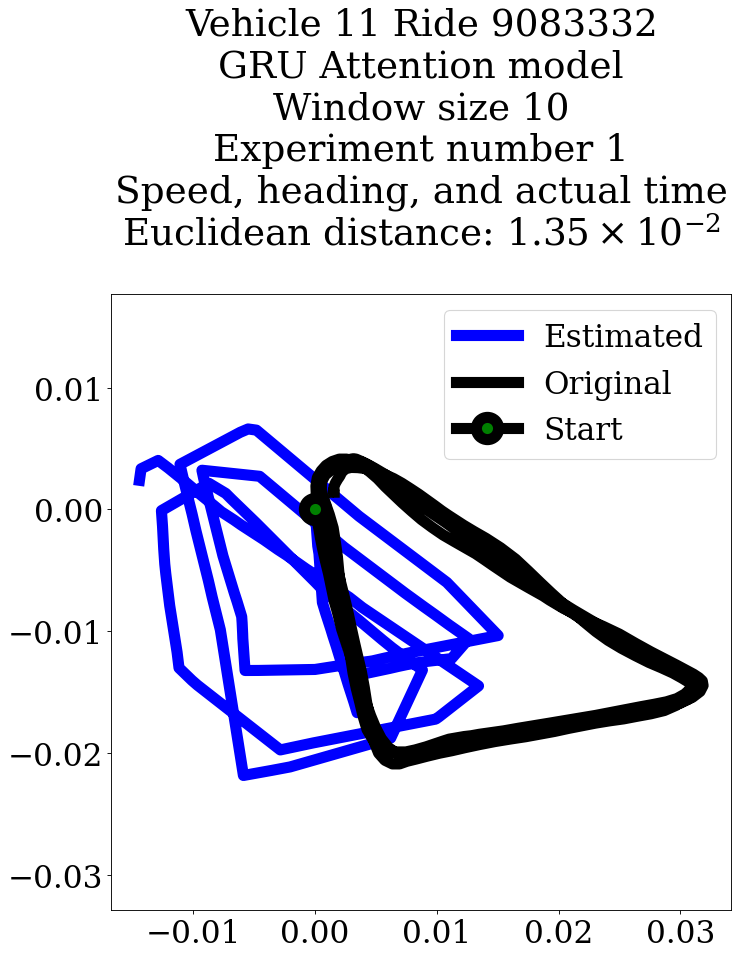 Vehicle 11 Ride 9083332
GRU Attention model
Window size 10
Experiment number 1
Speed, heading, and actual time
Euclidean distance: 1.35 × 10⁻²
Estimated
Original
Start
0.01
0.00
−0.01
−0.02
−0.03
−0.01 0.00 0.01 0.02 0.03